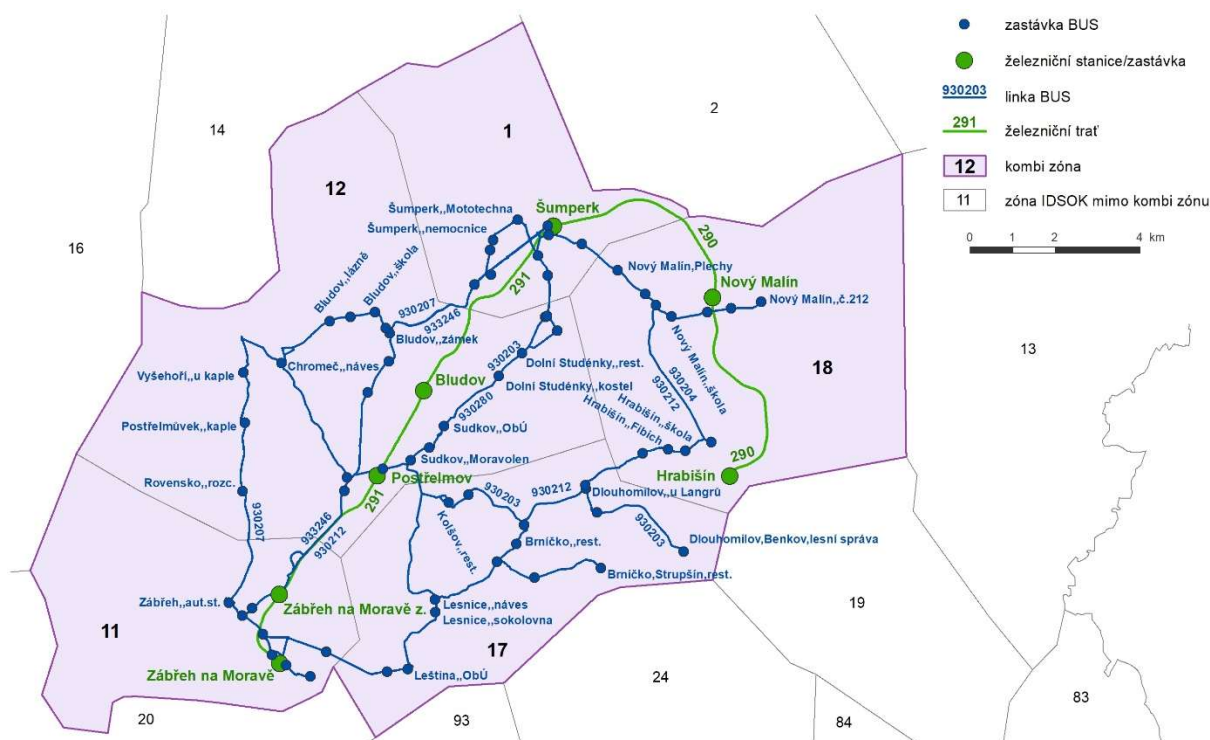 zastávka BUS
železniční stanice/zastávka
930203
linka BUS
291
železniční trať
12
kombi zóna
11
zóna IDSOK mimo kombi zónu
0 1 2 4 km
14
1
2
12
16
Šumperk,,Mototechna
Šumperk
Šumperk,,nemocnice
290
Bludov,,lázně
Bludov,,škola
291
Nový Malín,Plechy
Nový Malín
Nový Malín,,č.212
930207
933246
Bludov,,zámek
Nový Malín,,škola
13
18
Chromeč,,náves
930203
Dolní Studénky,,rest.
Vyšehoří,,u kaple
Bludov
Dolní Studénky,,kostel
930204
930212
930280
Hrabišín,,škola
Hrabišín,,Fibich
Postřelmůvek,,kaple
Sudkov,,ObÚ
Sudkov,,Moravolen
290
Rovensko,,rozc.
Postřelmov
Hrabišín
291
930203
930212
Dlouhomilov,,u Langrů
930207
933246
930212
Kolšov,,rest.
930203
Dlouhomilov,Benkov,lesní správa
Brníčko,,rest.
Brníčko,Strupšín,rest.
Zábřeh,,aut.st.
Zábřeh na Moravě z.
Lesnice,,náves
Lesnice,,sokolovna
19
11
17
Zábřeh na Moravě
Leština,,ObÚ
24
20
93
84
83